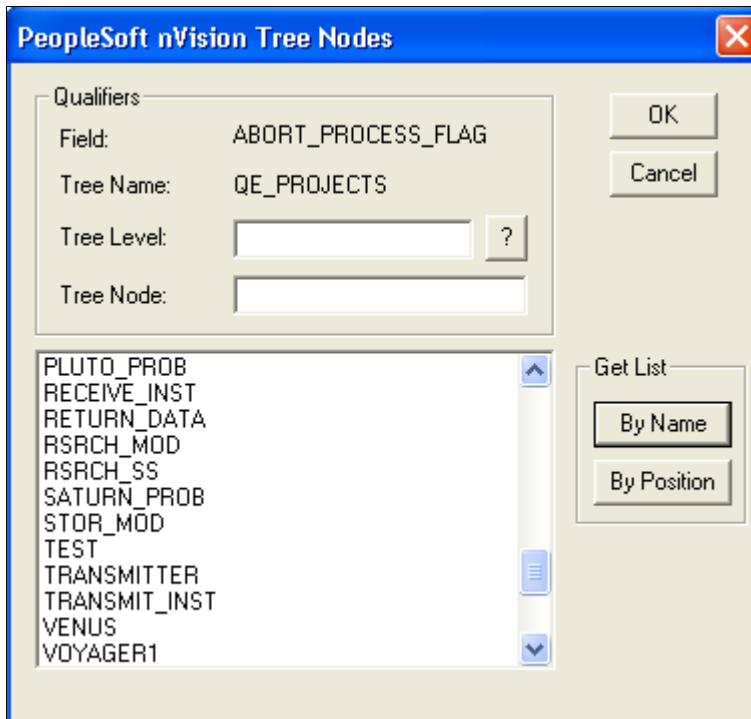 PeopleSoft nVision Tree Nodes
Qualifiers
Field: ABORT_PROCESS_FLAG
Tree Name: QE_PROJECTS
Tree Level: ?
Tree Node:
OK
Cancel
PLUTO_PROB
RECEIVE_INST
RETURN_DATA
RSRCH_MOD
RSRCH_SS
SATURN_PROB
STOR_MOD
TEST
TRANSMITTER
TRANSMIT_INST
VENUS
VOYAGER1
Get List
By Name
By Position